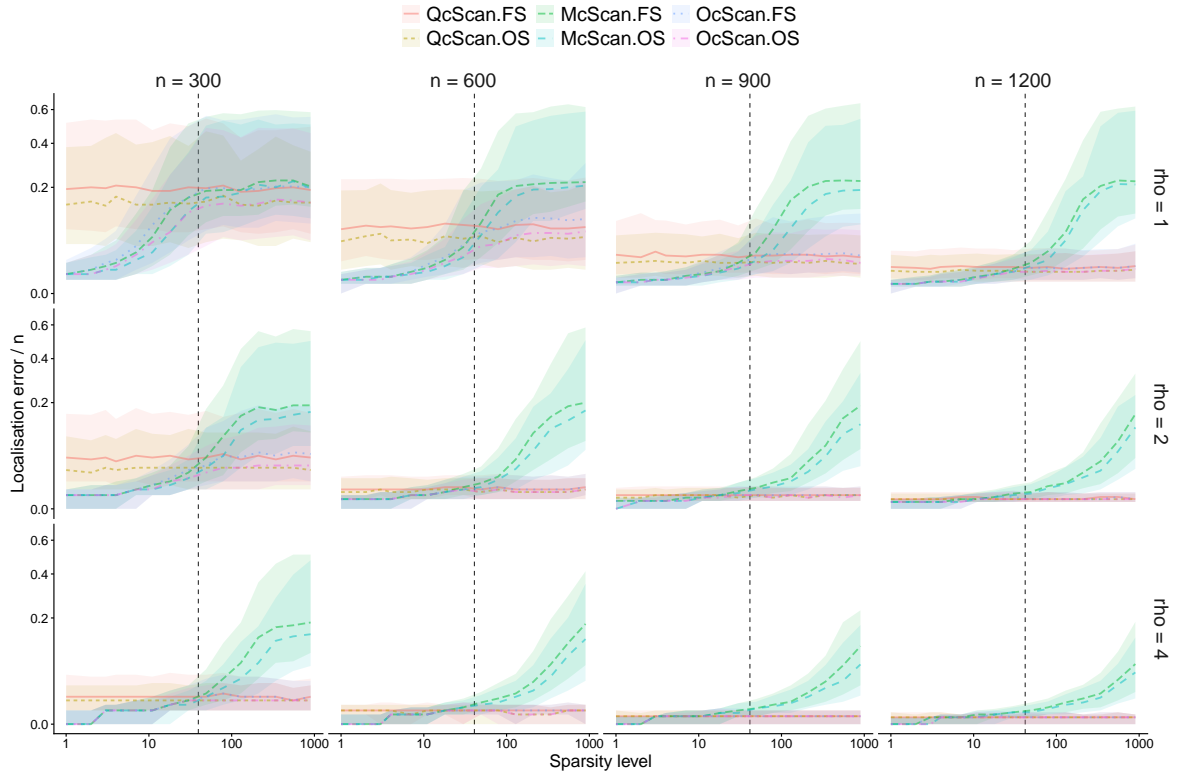 QcScan.FS McScan.FS OcScan.FS
QcScan.OS McScan.OS OcScan.OS
n = 300 n = 600 n = 900 n = 1200
0.6
0.4
0.2
0.0
rho = 1
0.6
0.4
0.2
0.0
rho = 2
0.6
0.4
0.2
0.0
rho = 4
Localisation error / n
1 10 100 1000 1 10 100 1000 1 10 100 1000 1 10 100 1000
Sparsity level